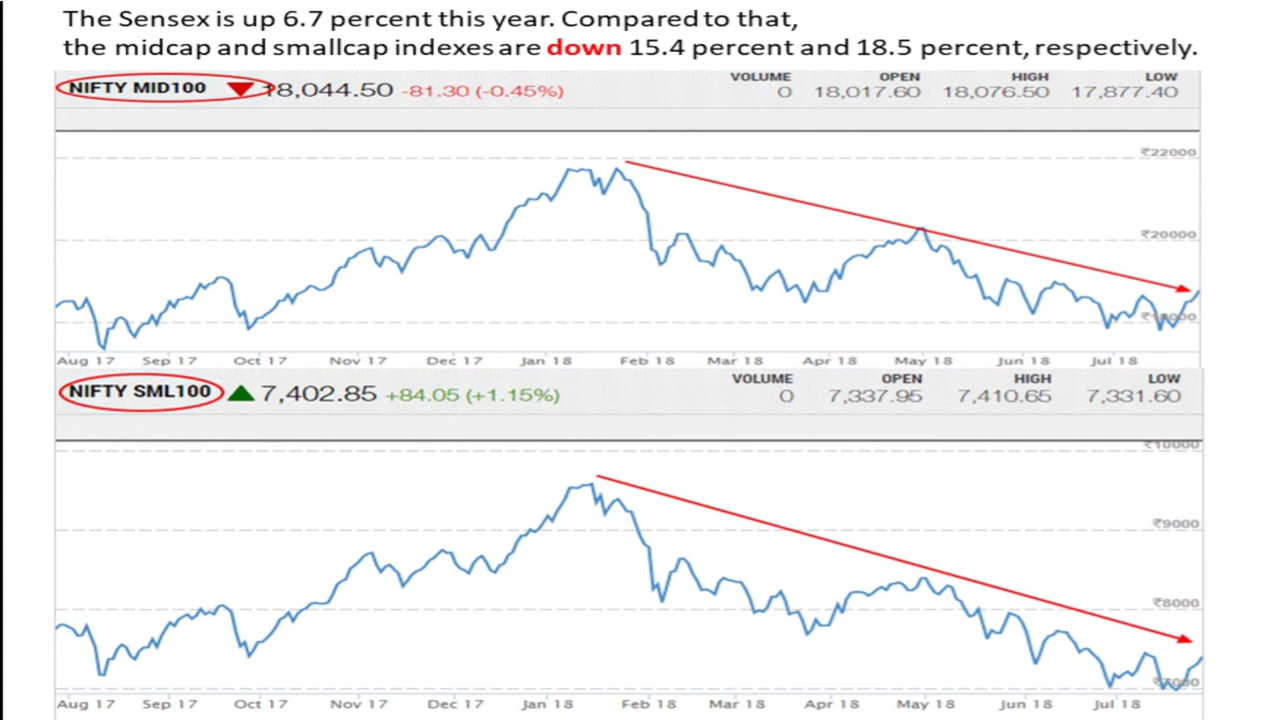 The Sensex is up 6.7 percent this year. Compared to that,
the midcap and smallcap indexes are down 15.4 percent and 18.5 percent, respectively.
NIFTY MID100 ▼ 18,044.50 -81.30 (-0.45%) VOLUME OPEN HIGH LOW
0 18,017.60 18,076.50 17,877.40
₹22000
₹20000
₹18000
Aug 17 Sep 17 Oct 17 Nov 17 Dec 17 Jan 18 Feb 18 Mar 18 Apr 18 May 18 Jun 18 Jul 18
NIFTY SML100 ▲ 7,402.85 +84.05 (+1.15%) VOLUME OPEN HIGH LOW
0 7,337.95 7,410.65 7,331.60
₹10000
₹9000
₹8000
₹7000
Aug 17 Sep 17 Oct 17 Nov 17 Dec 17 Jan 18 Feb 18 Mar 18 Apr 18 May 18 Jun 18 Jul 18